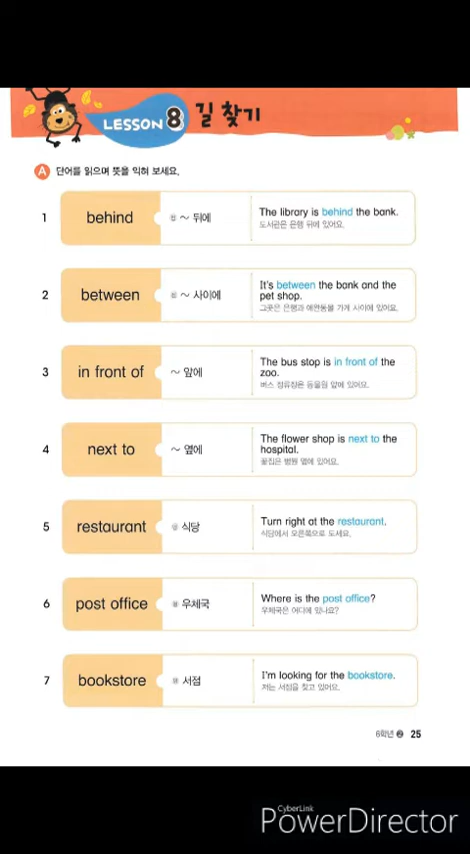 LESSON 8 길 찾기
A 단어를 읽으며 뜻을 익혀 보세요.
1 behind 전 ~ 뒤에 The library is behind the bank.
도서관은 은행 뒤에 있어요.
2 between 전 ~ 사이에 It's between the bank and the
pet shop.
그곳은 은행과 애완동물 가게 사이에 있어요.
3 in front of ~ 앞에 The bus stop is in front of the
zoo.
버스 정류장은 동물원 앞에 있어요.
4 next to ~ 옆에 The flower shop is next to the
hospital.
꽃집은 병원 옆에 있어요.
5 restaurant 명 식당 Turn right at the restaurant.
식당에서 오른쪽으로 도세요.
6 post office 명 우체국 Where is the post office?
우체국은 어디에 있나요?
7 bookstore 명 서점 I'm looking for the bookstore.
저는 서점을 찾고 있어요.
6학년 2 25
CyberLink
PowerDirector